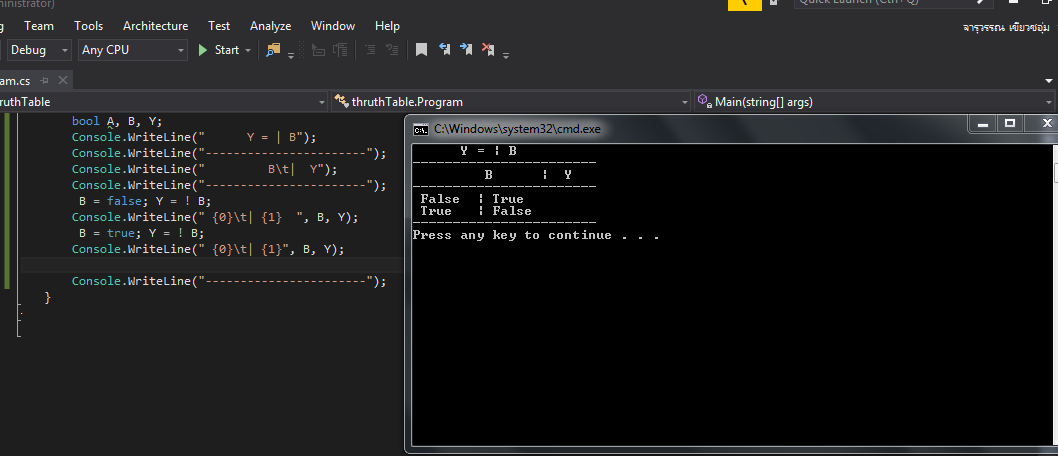 ministrator)
Quick Launch (Ctrl+Q)
g Team Tools Architecture Test Analyze Window Help
จารุวรรณ เขียวชอุ่ม
Debug Any CPU Start
am.cs
ruthTable thruthTable.Program Main(string[] args)
bool A, B, Y;
Console.WriteLine("      Y = | B");
Console.WriteLine("-----------------------");
Console.WriteLine("         B\t|  Y");
Console.WriteLine("-----------------------");
B = false; Y = ! B;
Console.WriteLine(" {0}\t| {1}  ", B, Y);
B = true; Y = ! B;
Console.WriteLine(" {0}\t| {1}", B, Y);
Console.WriteLine("-----------------------");
}
C:\Windows\system32\cmd.exe
Y = ¦ B
-----------------------
B ¦ Y
-----------------------
False ¦ True
True ¦ False
-----------------------
Press any key to continue . . .